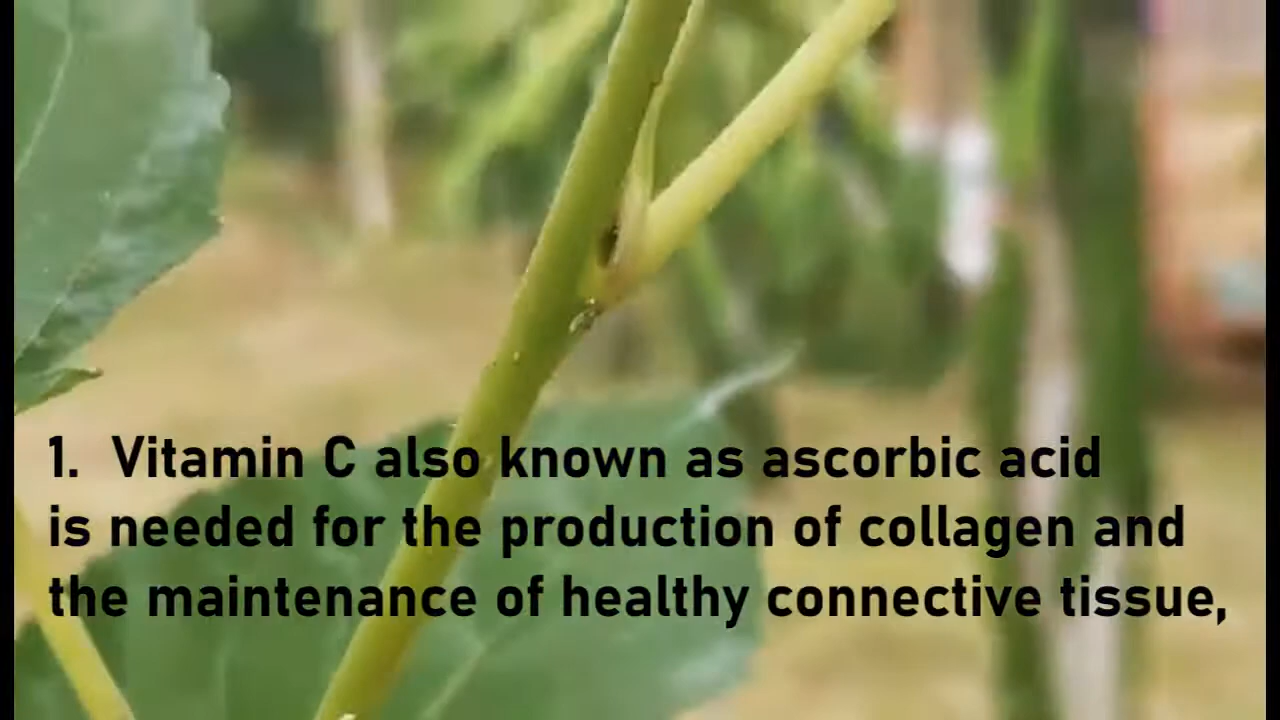 1. Vitamin C also known as ascorbic acid
is needed for the production of collagen and
the maintenance of healthy connective tissue,